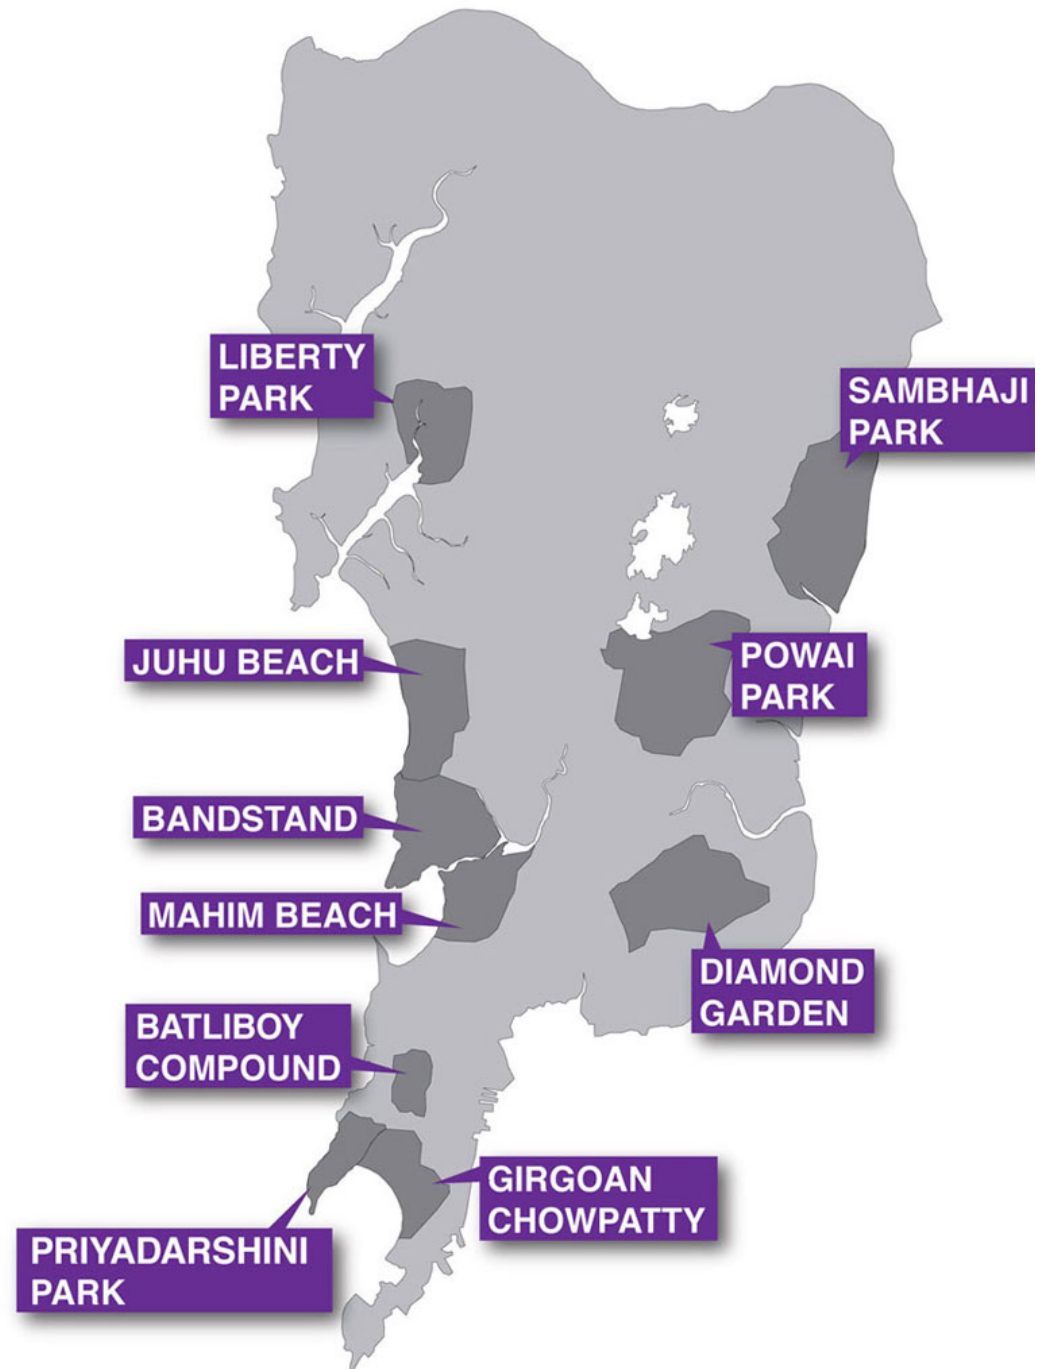 LIBERTY
PARK
SAMBHAJI
PARK
JUHU BEACH
POWAI
PARK
BANDSTAND
MAHIM BEACH
DIAMOND
GARDEN
BATLIBOY
COMPOUND
GIRGOAN
CHOWPATTY
PRIYADARSHINI
PARK